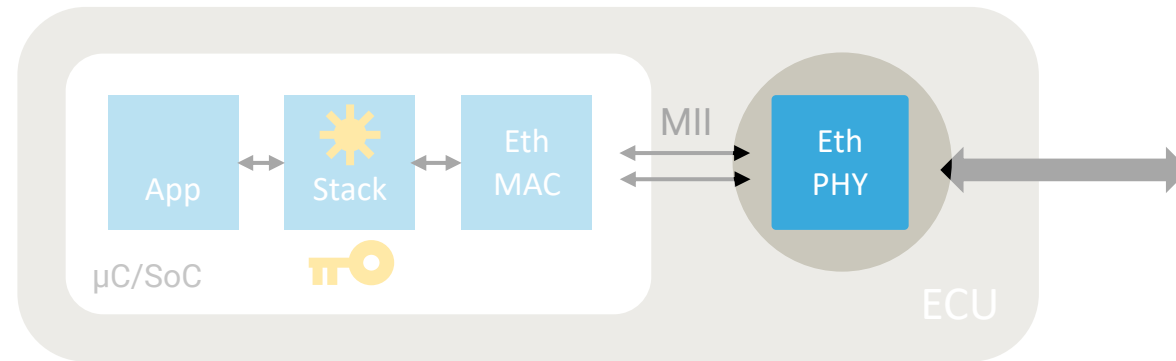 App
Stack
Eth
MAC
MII
Eth
PHY
µC/SoC
ECU